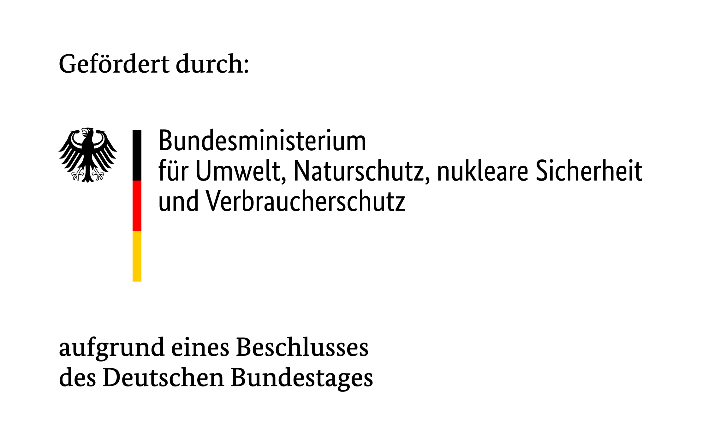 Gefördert durch:
Bundesministerium
für Umwelt, Naturschutz, nukleare Sicherheit
und Verbraucherschutz
aufgrund eines Beschlusses
des Deutschen Bundestages